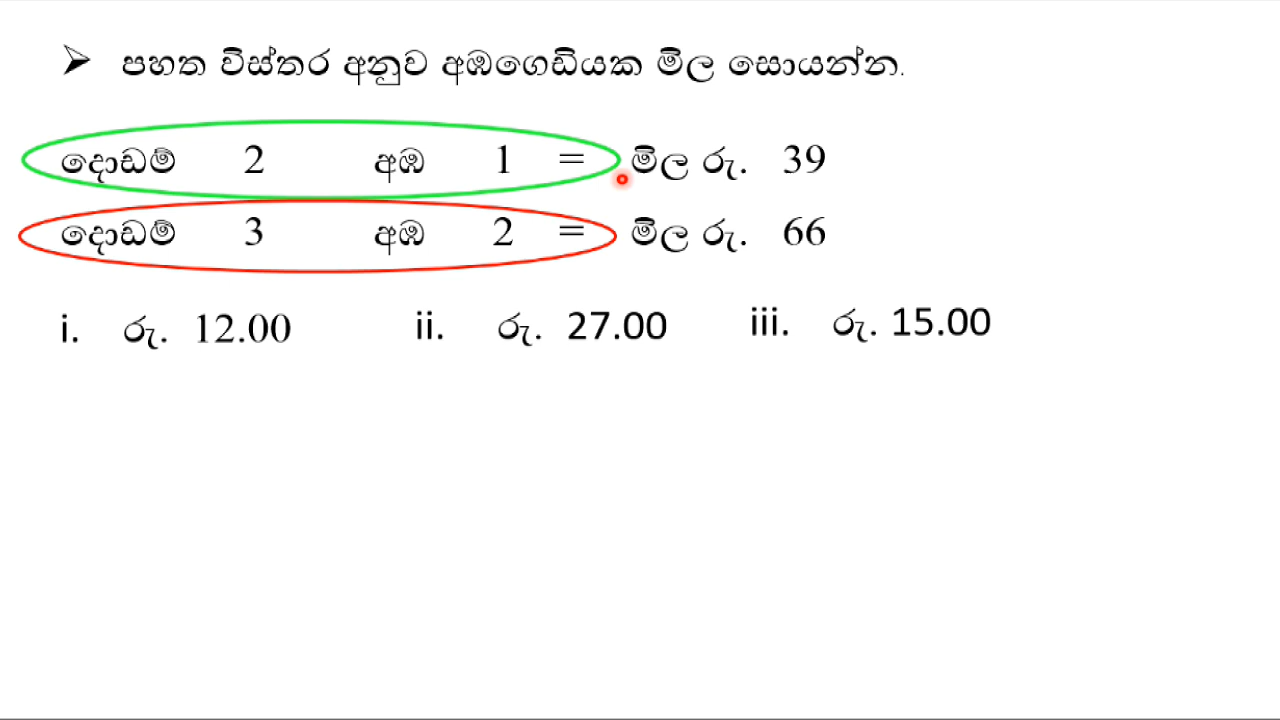 ➢ පහත විස්තර අනුව අඹගෙඩියක මිල සොයන්න.
දොඩම් 2 අඹ 1 = මිල රු. 39
දොඩම් 3 අඹ 2 = මිල රු. 66
i. රු. 12.00 ii. රු. 27.00 iii. රු. 15.00